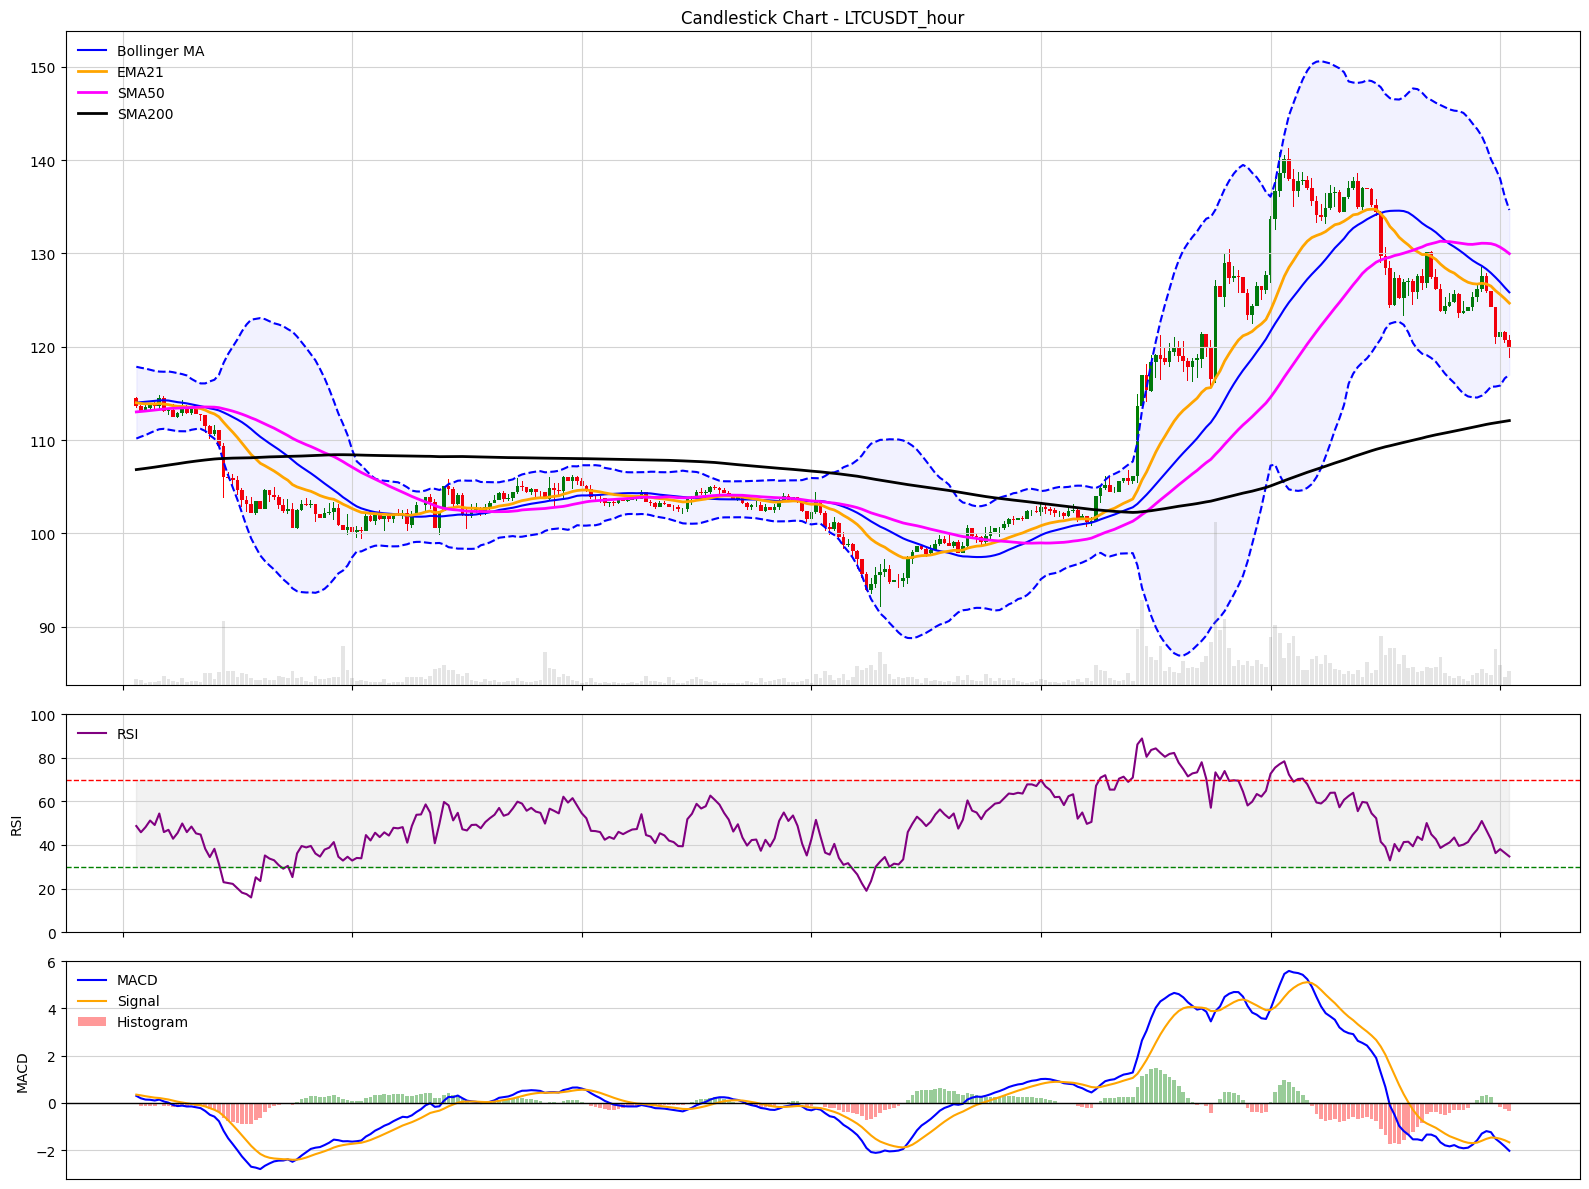 Candlestick Chart - LTCUSDT_hour
Bollinger MA
EMA21
SMA50
SMA200
150
140
130
120
110
100
90
RSI
100
80
60
40
20
0
RSI
MACD
Signal
Histogram
6
4
2
0
−2
MACD